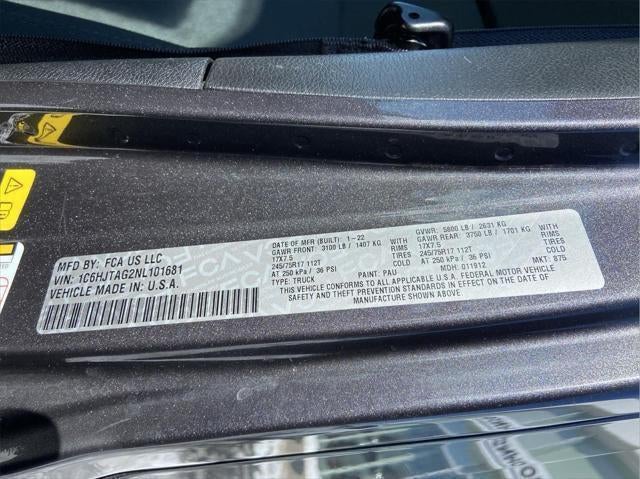 MFD BY: FCA US LLC
VIN: 1C6HJTAG2NL101681
VEHICLE MADE IN: U.S.A.
DATE OF MFR (BUILT): 1-22
GAWR FRONT: 3100 LB / 1407 KG WITH
17X7.5 RIMS
245/75R17 112T TIRES
AT 250 kPa / 36 PSI COLD
TYPE: TRUCK PAINT: PAU
GVWR: 5800 LB / 2631 KG
GAWR REAR: 3750 LB / 1701 KG WITH
17X7.5 RIMS
245/75R17 112T TIRES
AT 250 kPa / 36 PSI COLD
MDH: 011912 MKT: 875
THIS VEHICLE CONFORMS TO ALL APPLICABLE U.S.A. FEDERAL MOTOR VEHICLE
SAFETY, BUMPER, AND THEFT PREVENTION STANDARDS IN EFFECT ON THE DATE OF
MANUFACTURE SHOWN ABOVE.